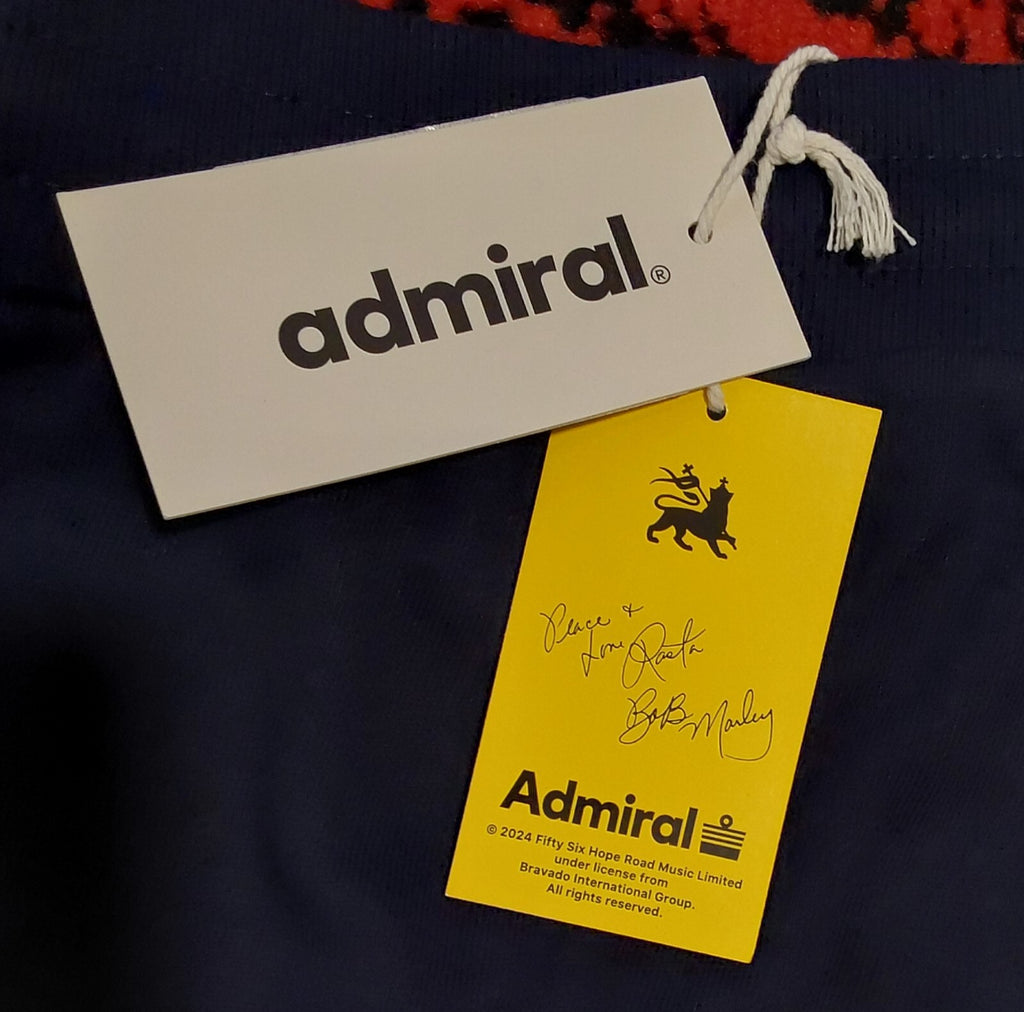 admiral®
Peace +
Love Rasta
Bob Marley
Admiral
© 2024 Fifty Six Hope Road Music Limited
under license from
Bravado International Group.
All rights reserved.